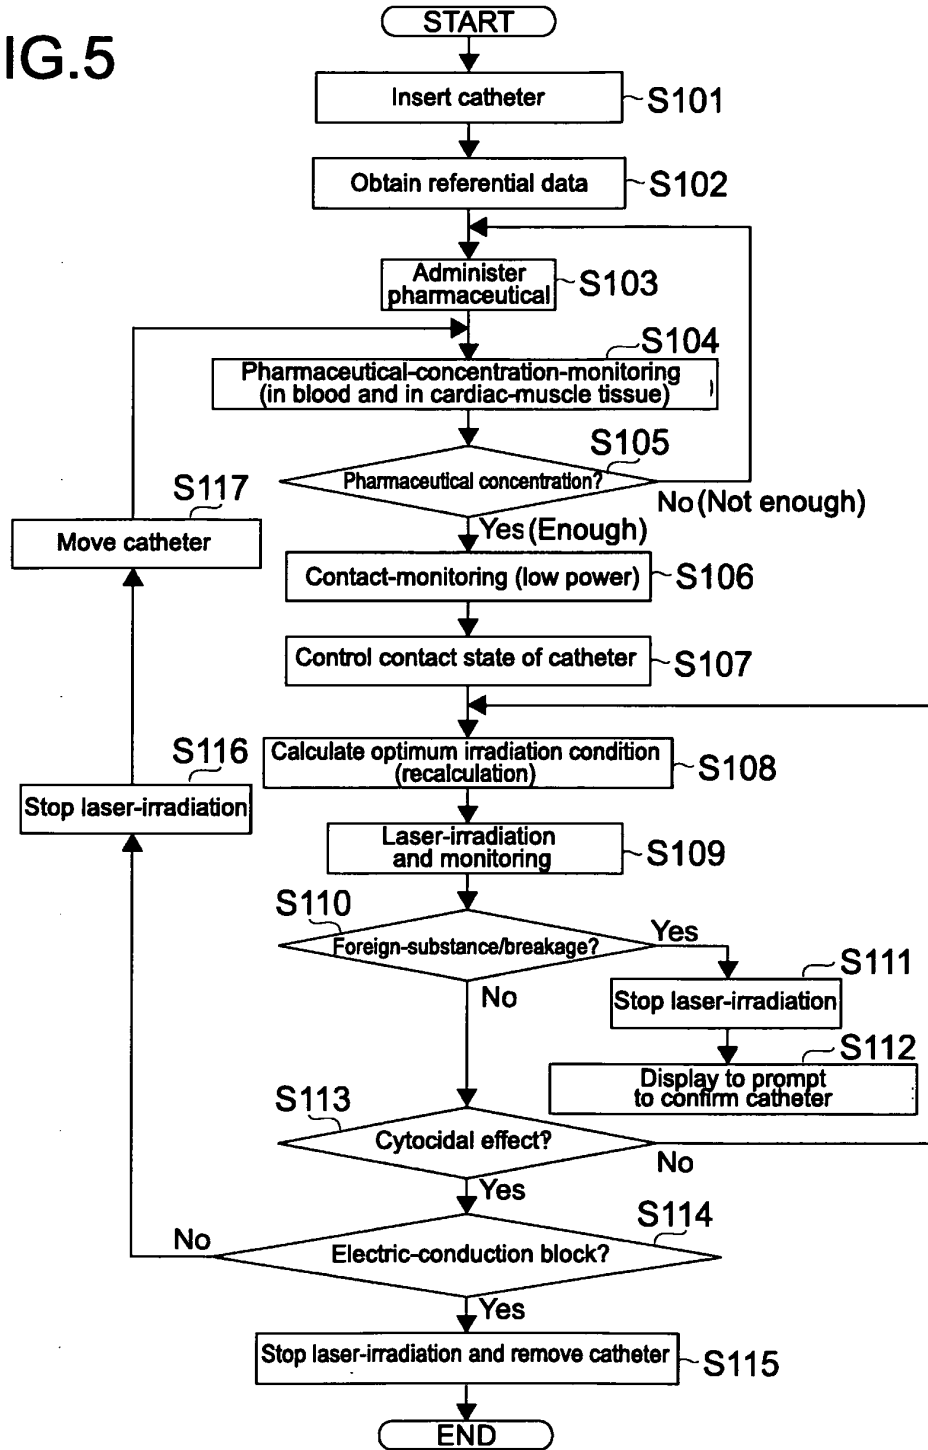 IG.5
START
Insert catheter
S101
Obtain referential data
S102
Administer
pharmaceutical
S103
S104
Pharmaceutical-concentration-monitoring
(in blood and in cardiac-muscle tissue)
S105
Pharmaceutical concentration?
No (Not enough)
Yes (Enough)
S117
Move catheter
Contact-monitoring (low power)
S106
Control contact state of catheter
S107
S116
Stop laser-irradiation
Calculate optimum irradiation condition
(recalculation)
S108
Laser-irradiation
and monitoring
S109
S110
Foreign-substance/breakage?
Yes
No
S111
Stop laser-irradiation
S112
Display to prompt
to confirm catheter
S113
Cytocidal effect?
No
Yes
S114
No
Electric-conduction block?
Yes
Stop laser-irradiation and remove catheter
S115
END